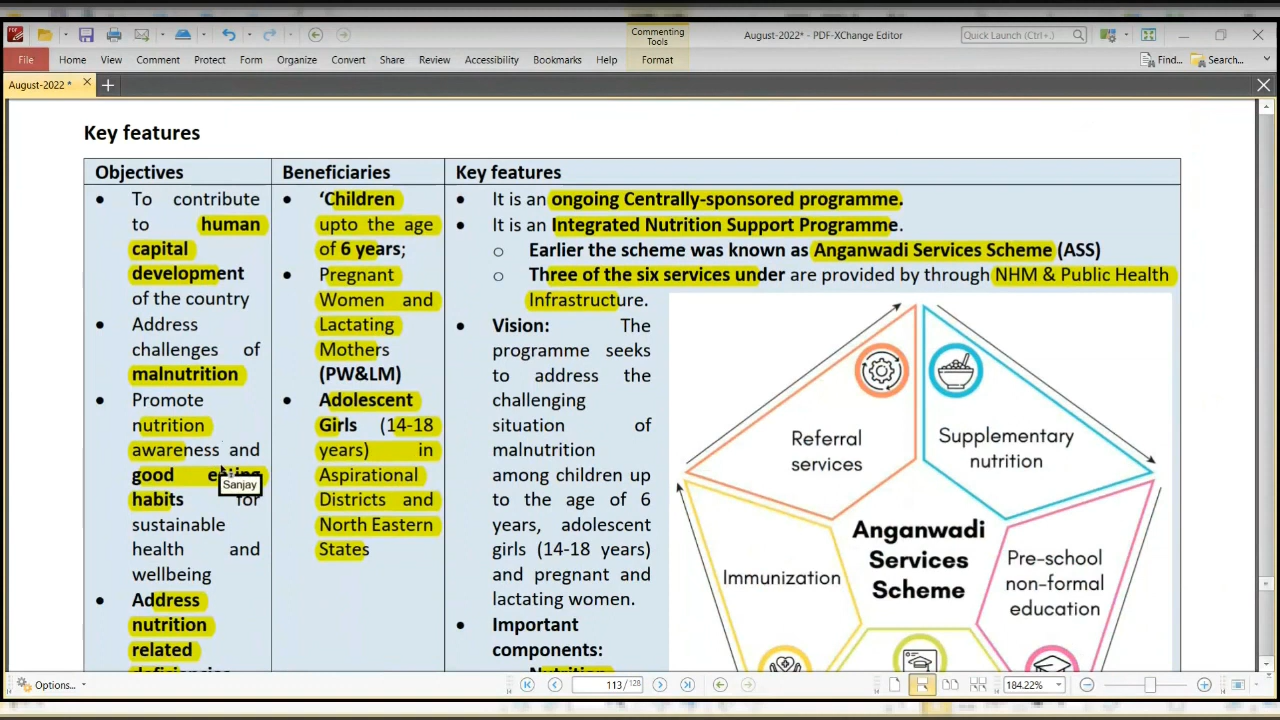 Commenting Tools
August-2022* - PDF-XChange Editor
Quick Launch (Ctrl+.)
File Home View Comment Protect Form Organize Convert Share Review Accessibility Bookmarks Help Format
Find... Search...
August-2022 *
Key features
Objectives
To contribute
to human
capital
development
of the country
Address
challenges of
malnutrition
Promote
nutrition
awareness and
good eating
habits for
sustainable
health and
wellbeing
Address
nutrition
related
deficiencies
Sanjay
Beneficiaries
‘Children
upto the age
of 6 years;
Pregnant
Women and
Lactating
Mothers
(PW&LM)
Adolescent
Girls (14-18
years) in
Aspirational
Districts and
North Eastern
States
Key features
It is an ongoing Centrally-sponsored programme.
It is an Integrated Nutrition Support Programme.
Earlier the scheme was known as Anganwadi Services Scheme (ASS)
Three of the six services under are provided by through NHM & Public Health
Infrastructure.
Vision: The
programme seeks
to address the
challenging
situation of
malnutrition
among children up
to the age of 6
years, adolescent
girls (14-18 years)
and pregnant and
lactating women.
Important
components:
Nutrition
Referral
services
Supplementary
nutrition
Anganwadi
Services
Scheme
Immunization
Pre-school
non-formal
education
Options...
113 / 128
184.22%